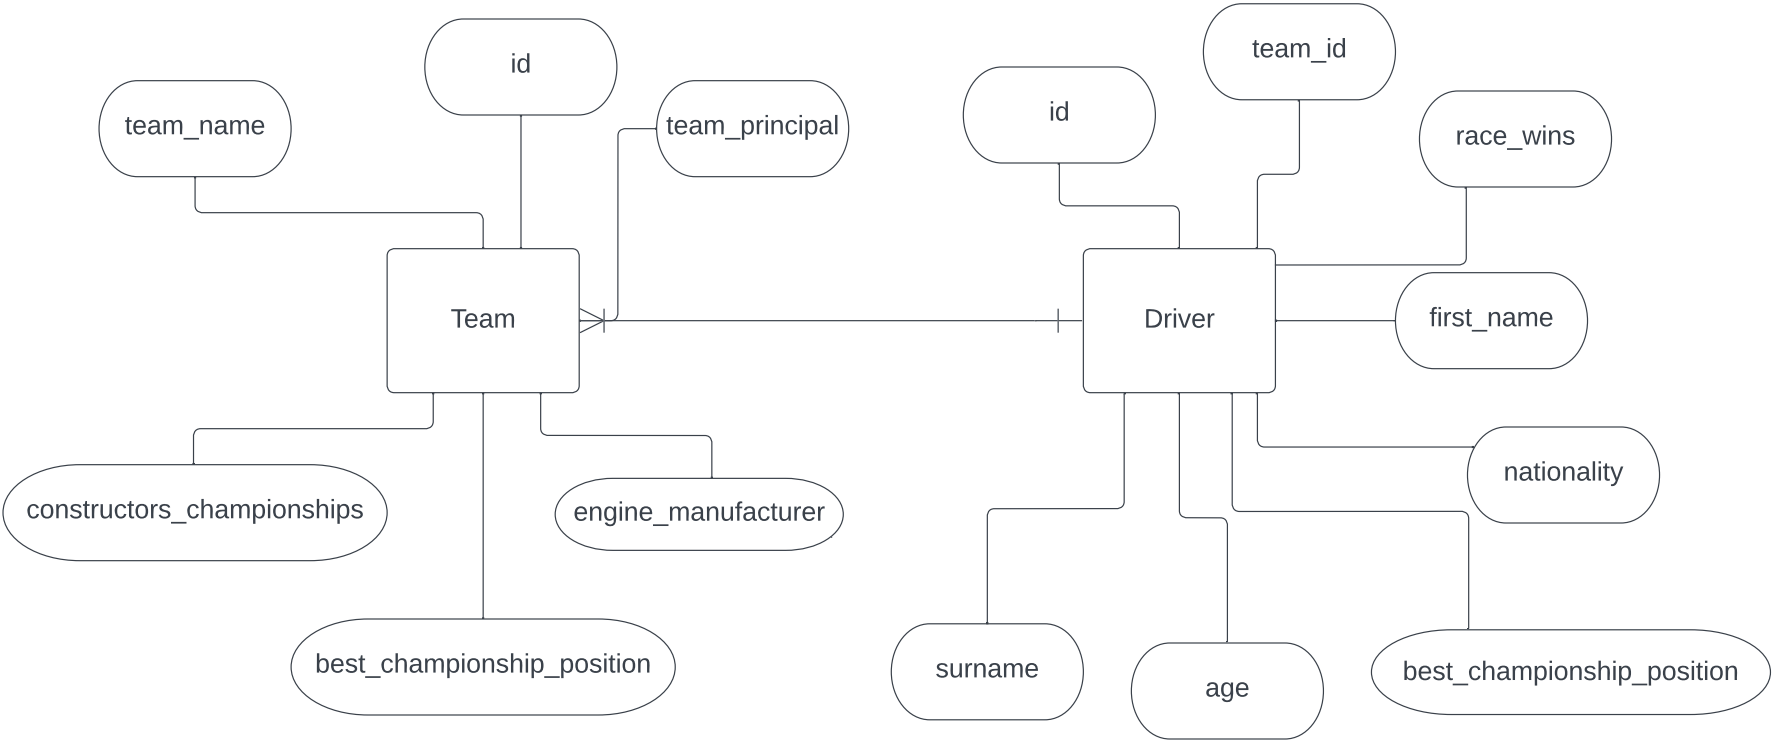 team_name
id
team_principal
Team
constructors_championships
engine_manufacturer
best_championship_position
id
team_id
race_wins
Driver
first_name
nationality
surname
age
best_championship_position